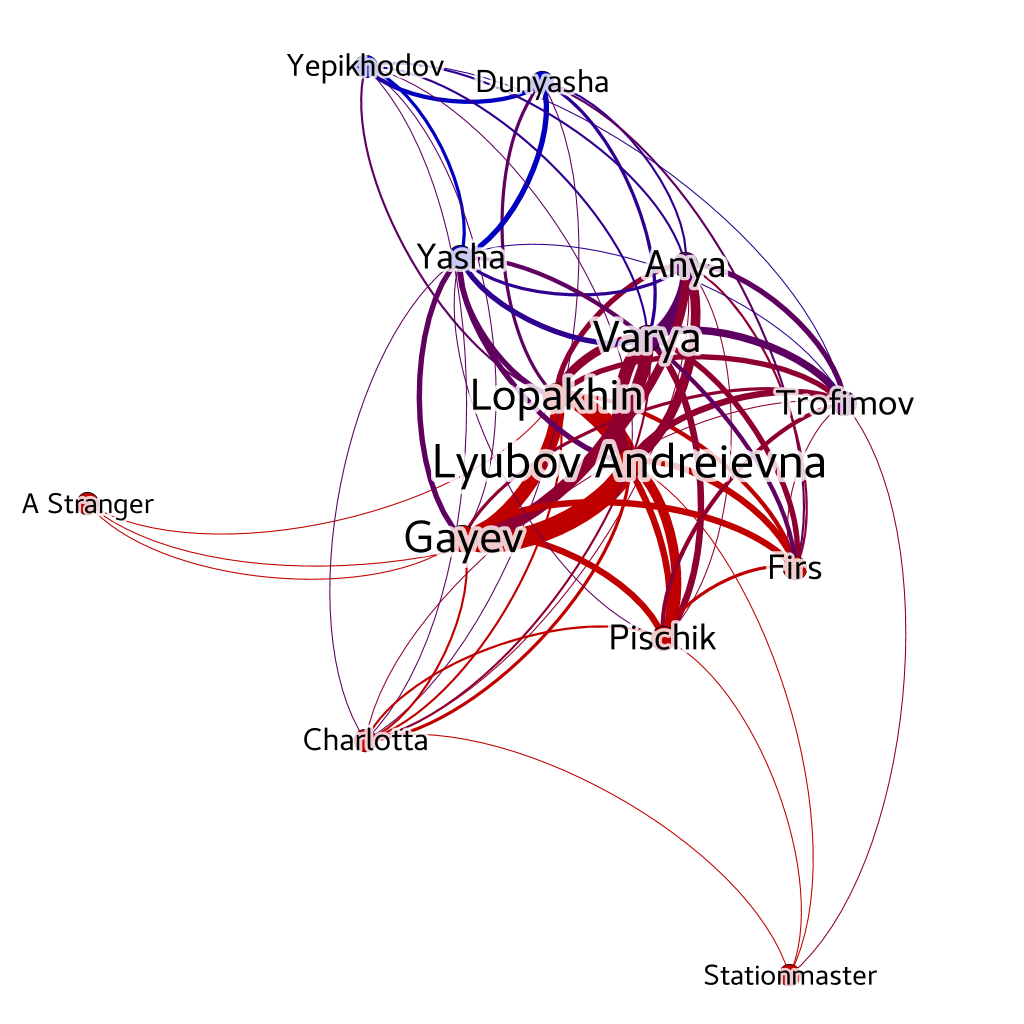 Yepikhodov
Dunyasha
Yasha
Anya
Varya
Lopakhin
Trofimov
Lyubov Andreievna
A Stranger
Gayev
Firs
Pischik
Charlotta
Stationmaster